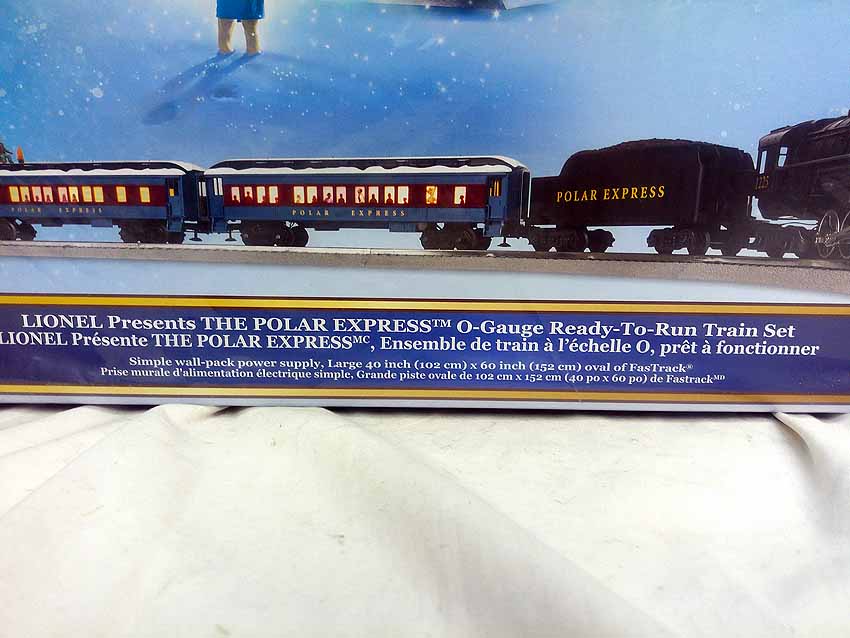 POLAR EXPRESS
POLAR EXPRESS
POLAR EXPRESS
1225
LIONEL Presents THE POLAR EXPRESS™ O-Gauge Ready-To-Run Train Set
LIONEL Présente THE POLAR EXPRESSᴹᶜ, Ensemble de train à l'échelle O, prêt à fonctionner
Simple wall-pack power supply, Large 40 inch (102 cm) x 60 inch (152 cm) oval of FasTrack®
Prise murale d'alimentation électrique simple, Grande piste ovale de 102 cm x 152 cm (40 po x 60 po) de Fastrackᴹᴰ